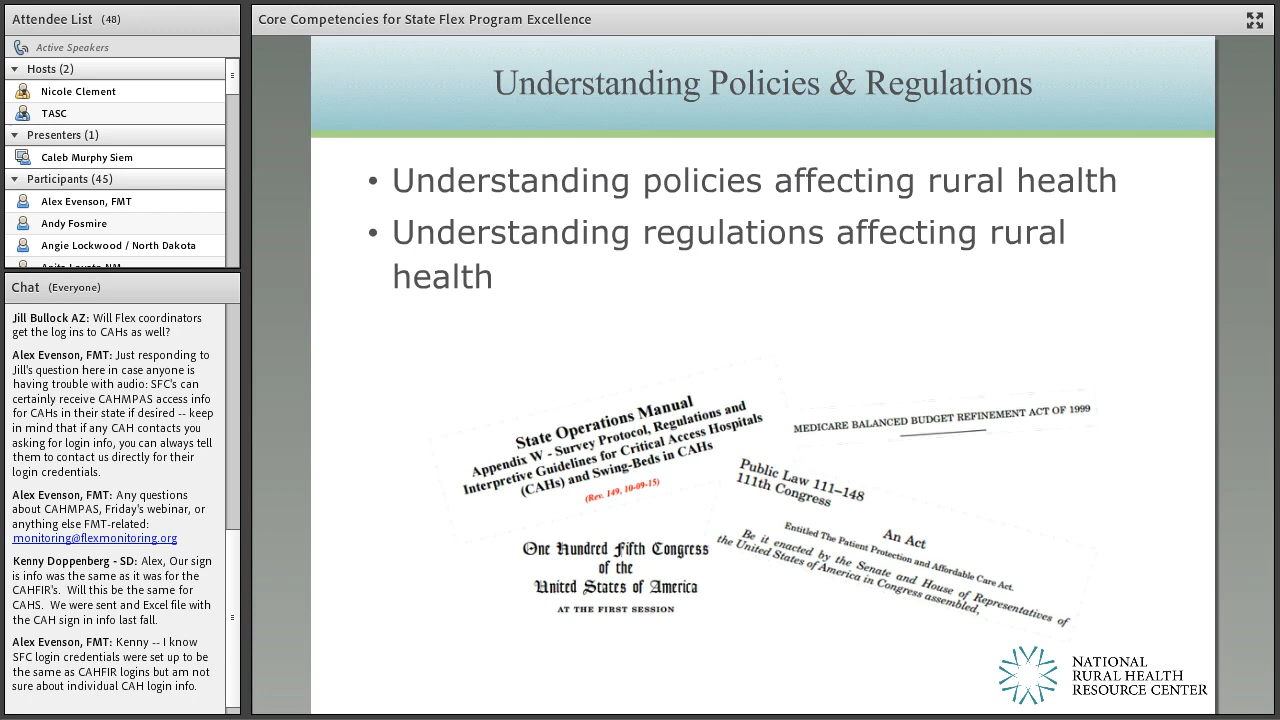 Attendee List (48)
Active Speakers
Hosts (2)
Nicole Clement
TASC
Presenters (1)
Caleb Murphy Siem
Participants (45)
Alex Evenson, FMT
Andy Fosmire
Angie Lockwood / North Dakota
Chat (Everyone)
Jill Bullock AZ: Will Flex coordinators
get the log ins to CAHs as well?
Alex Evenson, FMT: Just responding to
Jill's question here in case anyone is
having trouble with audio: SFC's can
certainly receive CAHMPAS access info
for CAHs in their state if desired -- keep
in mind that if any CAH contacts you
asking for login info, you can always tell
them to contact us directly for their
login credentials.
Alex Evenson, FMT: Any questions
about CAHMPAS, Friday's webinar, or
anything else FMT-related:
monitoring@flexmonitoring.org
Kenny Doppenberg - SD: Alex, Our sign
is info was the same as it was for the
CAHFIR's. Will this be the same for
CAHS. We were sent and Excel file with
the CAH sign in info last fall.
Alex Evenson, FMT: Kenny -- I know
SFC login credentials were set up to be
the same as CAHFIR logins but am not
sure about individual CAH login info.
Core Competencies for State Flex Program Excellence
Understanding Policies & Regulations
• Understanding policies affecting rural health
• Understanding regulations affecting rural
health
State Operations Manual
Appendix W - Survey Protocol, Regulations and
Interpretive Guidelines for Critical Access Hospitals
(CAHs) and Swing-Beds in CAHs
(Rev. 149, 10-09-15)
MEDICARE BALANCED BUDGET REFINEMENT ACT OF 1999
Public Law 111–148
111th Congress
An Act
Entitled The Patient Protection and Affordable Care Act.
Be it enacted by the Senate and House of Representatives of
the United States of America in Congress assembled,
One Hundred Fifth Congress
of the
United States of America
AT THE FIRST SESSION
NATIONAL
RURAL HEALTH
RESOURCE CENTER